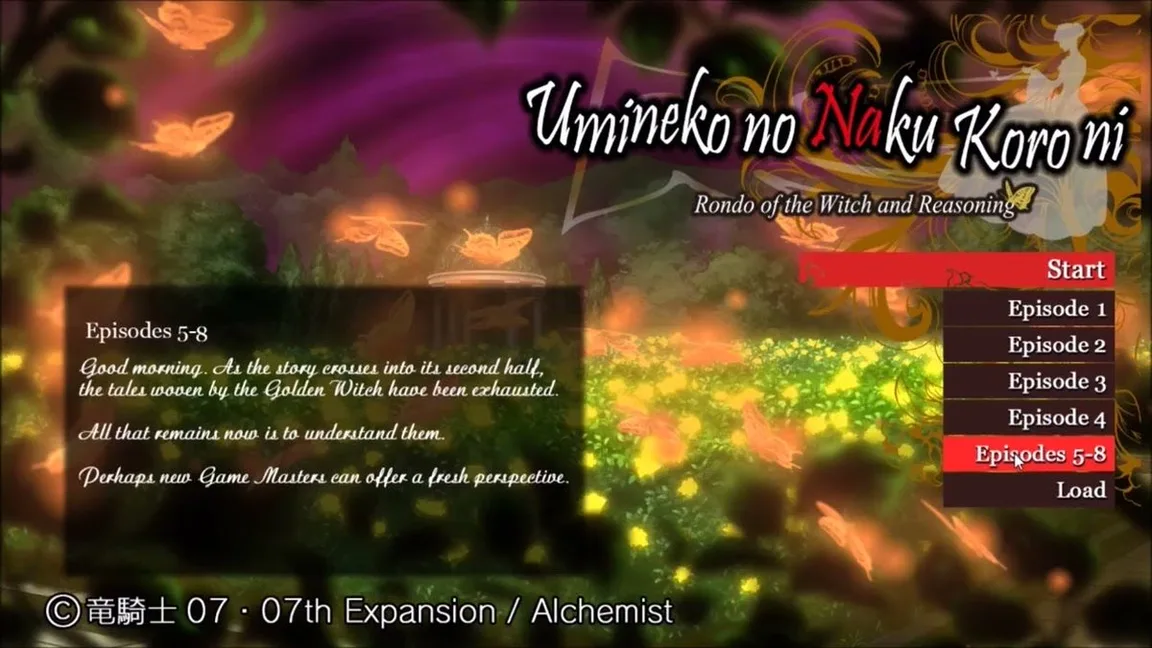 Umineko no Naku Koro ni
Rondo of the Witch and Reasoning
Start
Episode 1
Episode 2
Episode 3
Episode 4
Episodes 5-8
Load
Episodes 5-8
Good morning. As the story crosses into its second half,
the tales woven by the Golden Witch have been exhausted.
All that remains now is to understand them.
Perhaps new Game Masters can offer a fresh perspective.
©竜騎士07・07th Expansion / Alchemist